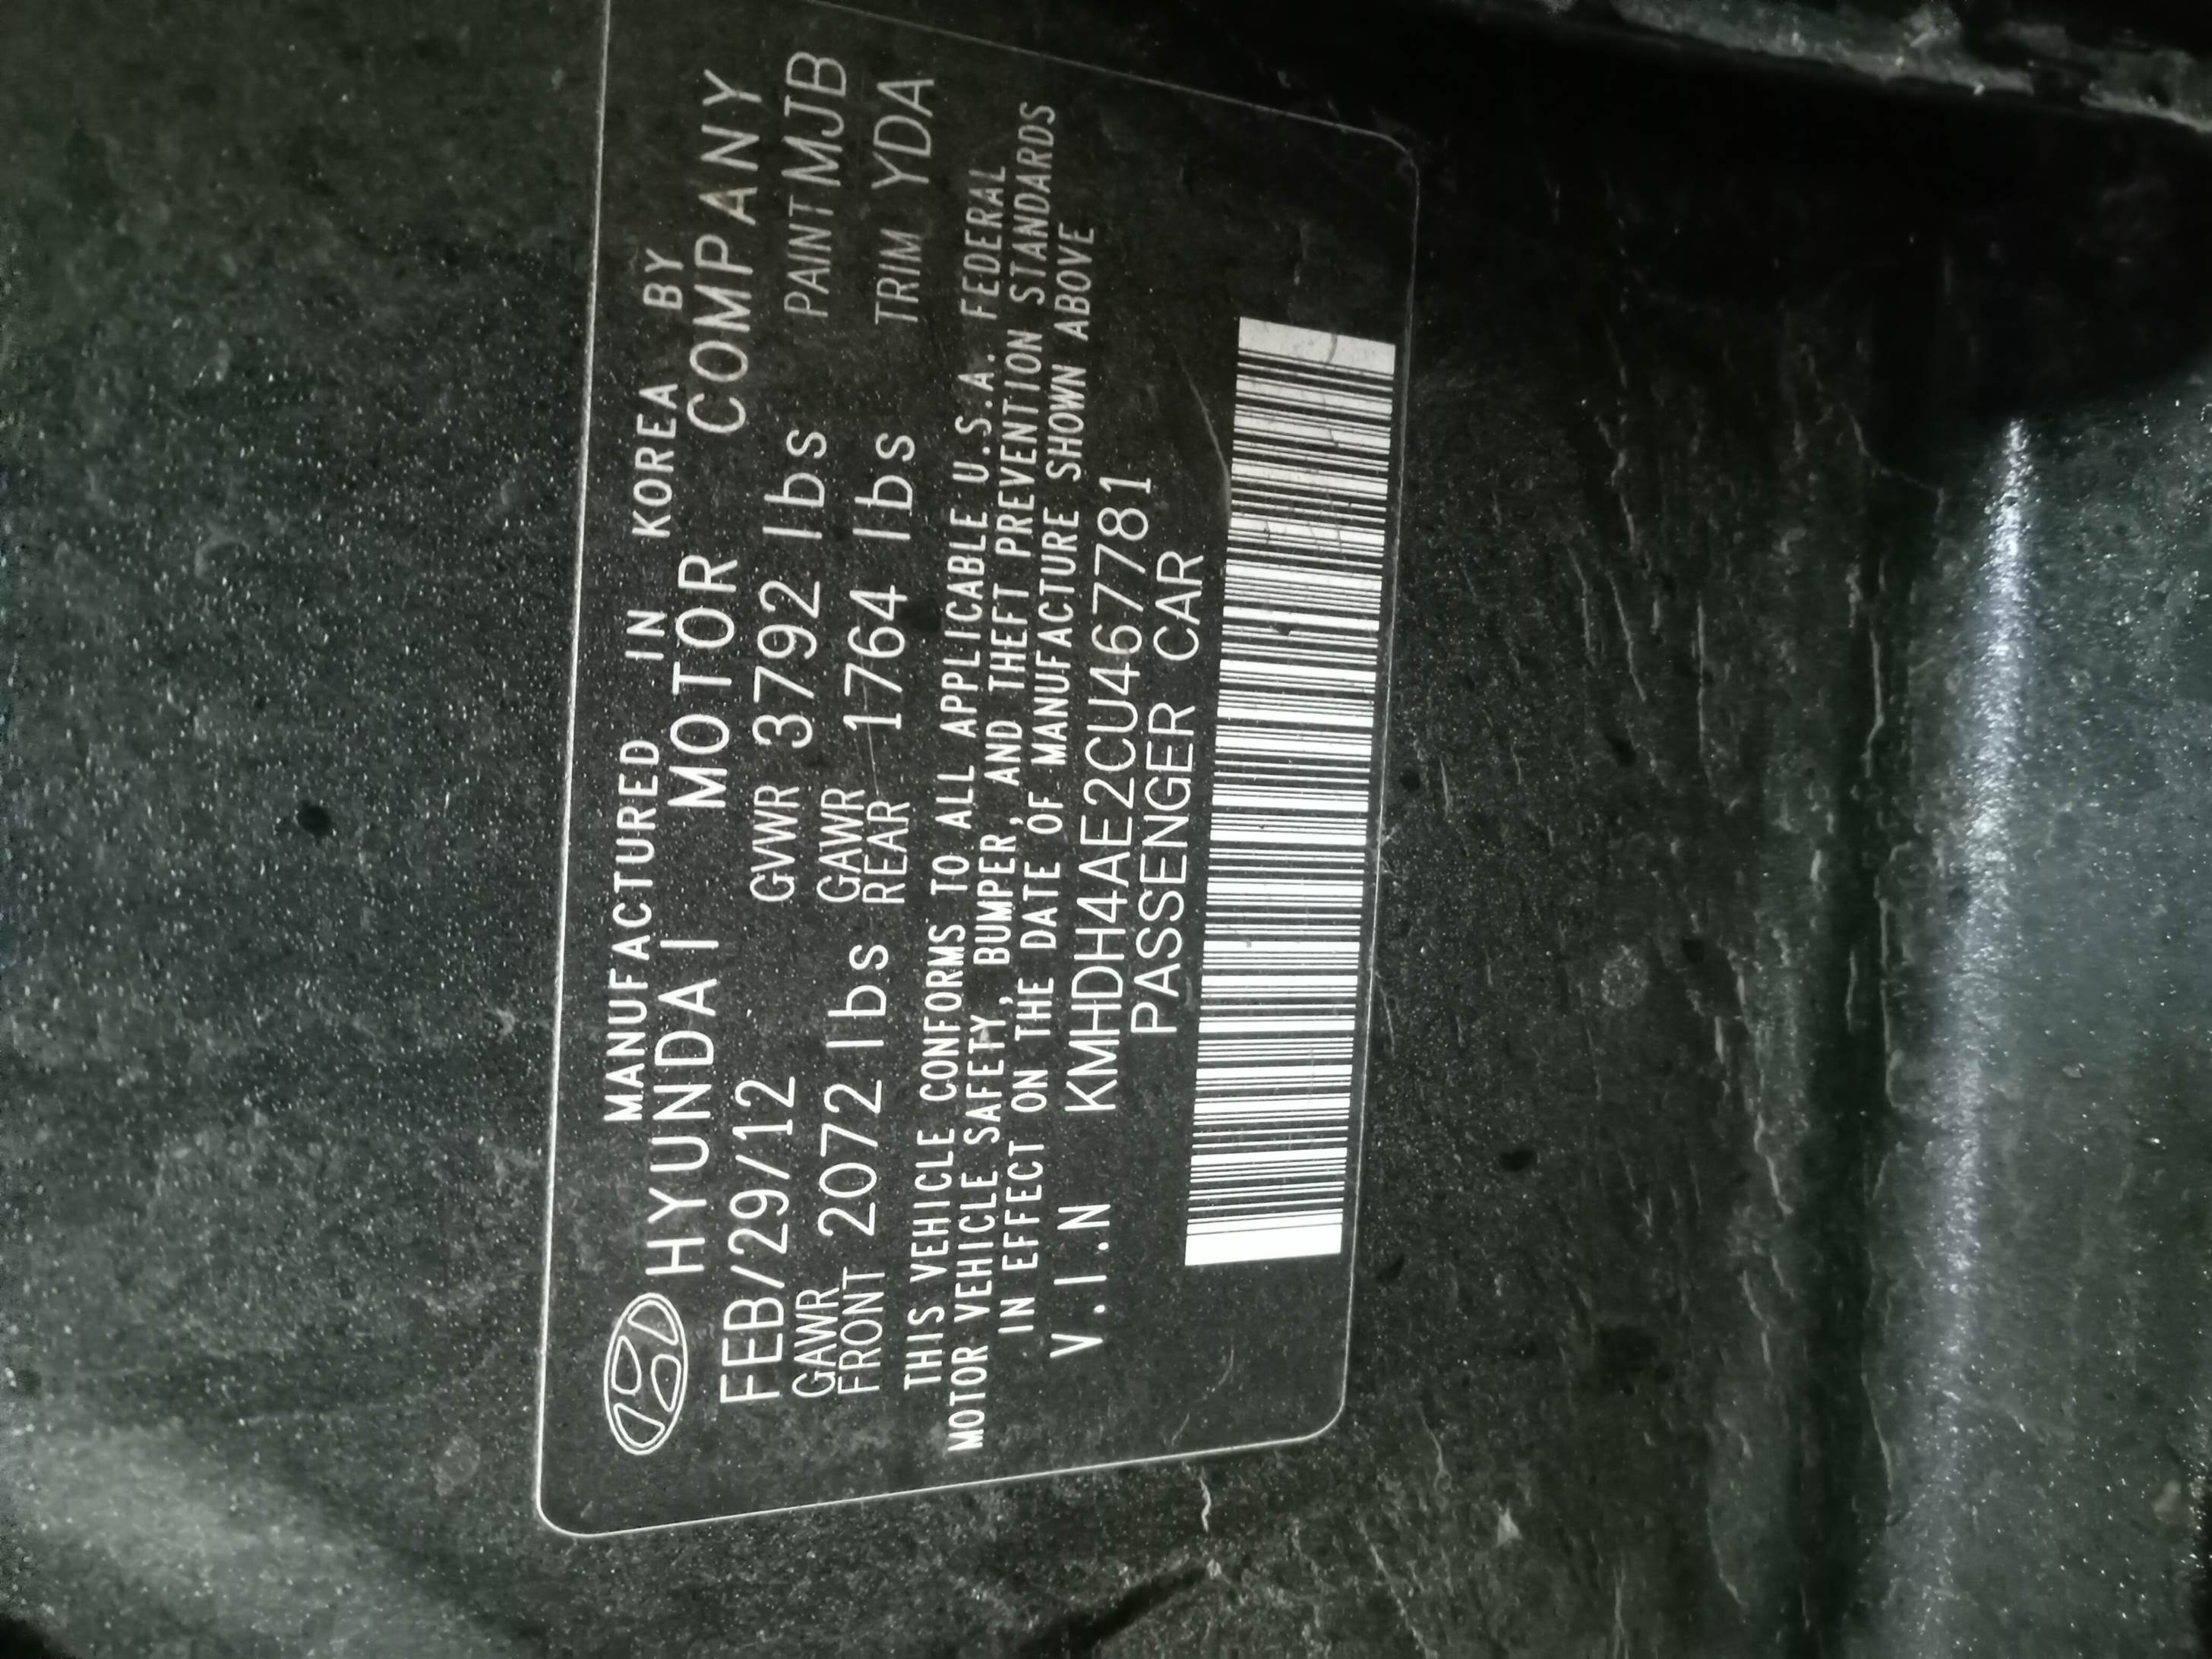 MANUFACTURED IN KOREA BY
HYUNDAI MOTOR COMPANY
FEB/29/12 GVWR 3792 lbs PAINT MJB
GAWR FRONT 2072 lbs GAWR REAR 1764 lbs TRIM YDA
THIS VEHICLE CONFORMS TO ALL APPLICABLE U.S.A. FEDERAL
MOTOR VEHICLE SAFETY, BUMPER, AND THEFT PREVENTION STANDARDS
IN EFFECT ON THE DATE OF MANUFACTURE SHOWN ABOVE
V.I.N KMHDH4AE2CU467781
PASSENGER CAR